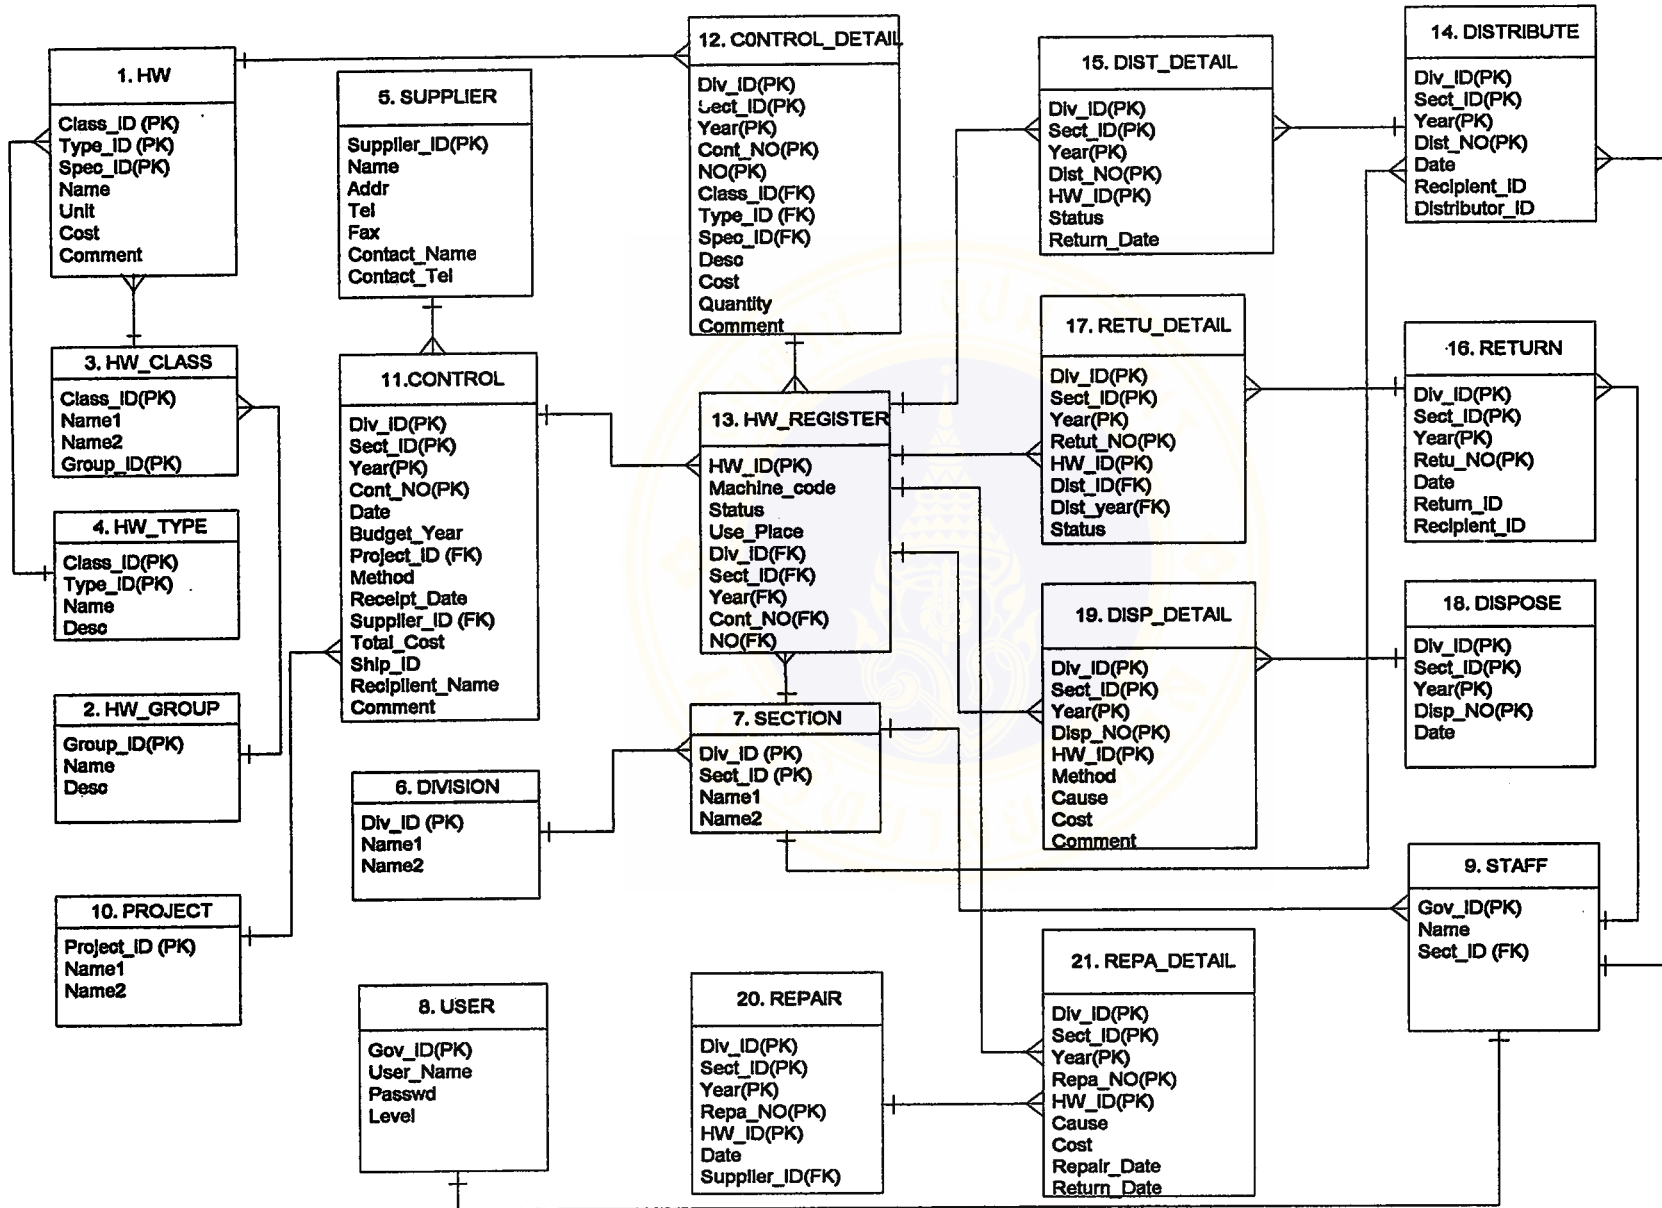 1. HW
Class_ID (PK)
Type_ID (PK)
Spec_ID(PK)
Name
Unit
Cost
Comment
3. HW_CLASS
Class_ID(PK)
Name1
Name2
Group_ID(PK)
4. HW_TYPE
Class_ID(PK)
Type_ID(PK)
Name
Desc
2. HW_GROUP
Group_ID(PK)
Name
Desc
10. PROJECT
Project_ID (PK)
Name1
Name2
5. SUPPLIER
Supplier_ID(PK)
Name
Addr
Tel
Fax
Contact_Name
Contact_Tel
11.CONTROL
Div_ID(PK)
Sect_ID(PK)
Year(PK)
Cont_NO(PK)
Date
Budget_Year
Project_ID (FK)
Method
Receipt_Date
Supplier_ID (FK)
Total_Cost
Ship_ID
Recipilent_Name
Comment
6. DIVISION
Div_ID (PK)
Name1
Name2
8. USER
Gov_ID(PK)
User_Name
Passwd
Level
12. C0NTROL_DETAIL
Div_ID(PK)
Sect_ID(PK)
Year(PK)
Cont_NO(PK)
NO(PK)
Class_ID(FK)
Type_ID (FK)
Spec_ID(FK)
Desc
Cost
Quantity
Comment
13. HW_REGISTER
HW_ID(PK)
Machine_code
Status
Use_Place
Div_ID(FK)
Sect_ID(FK)
Year(FK)
Cont_NO(FK)
NO(FK)
7. SECTION
Div_ID (PK)
Sect_ID (PK)
Name1
Name2
20. REPAIR
Div_ID(PK)
Sect_ID(PK)
Year(PK)
Repa_NO(PK)
HW_ID(PK)
Date
Supplier_ID(FK)
15. DIST_DETAIL
Div_ID(PK)
Sect_ID(PK)
Year(PK)
Dist_NO(PK)
HW_ID(PK)
Status
Return_Date
17. RETU_DETAIL
Div_ID(PK)
Sect_ID(PK)
Year(PK)
Retut_NO(PK)
HW_ID(PK)
Dist_ID(FK)
Dist_year(FK)
Status
19. DISP_DETAIL
Div_ID(PK)
Sect_ID(PK)
Year(PK)
Disp_NO(PK)
HW_ID(PK)
Method
Cause
Cost
Comment
21. REPA_DETAIL
Div_ID(PK)
Sect_ID(PK)
Year(PK)
Repa_NO(PK)
HW_ID(PK)
Cause
Cost
Repair_Date
Return_Date
14. DISTRIBUTE
Div_ID(PK)
Sect_ID(PK)
Year(PK)
Dist_NO(PK)
Date
Recipient_ID
Distributor_ID
16. RETURN
Div_ID(PK)
Sect_ID(PK)
Year(PK)
Retu_NO(PK)
Date
Return_ID
Recipient_ID
18. DISPOSE
Div_ID(PK)
Sect_ID(PK)
Year(PK)
Disp_NO(PK)
Date
9. STAFF
Gov_ID(PK)
Name
Sect_ID (FK)